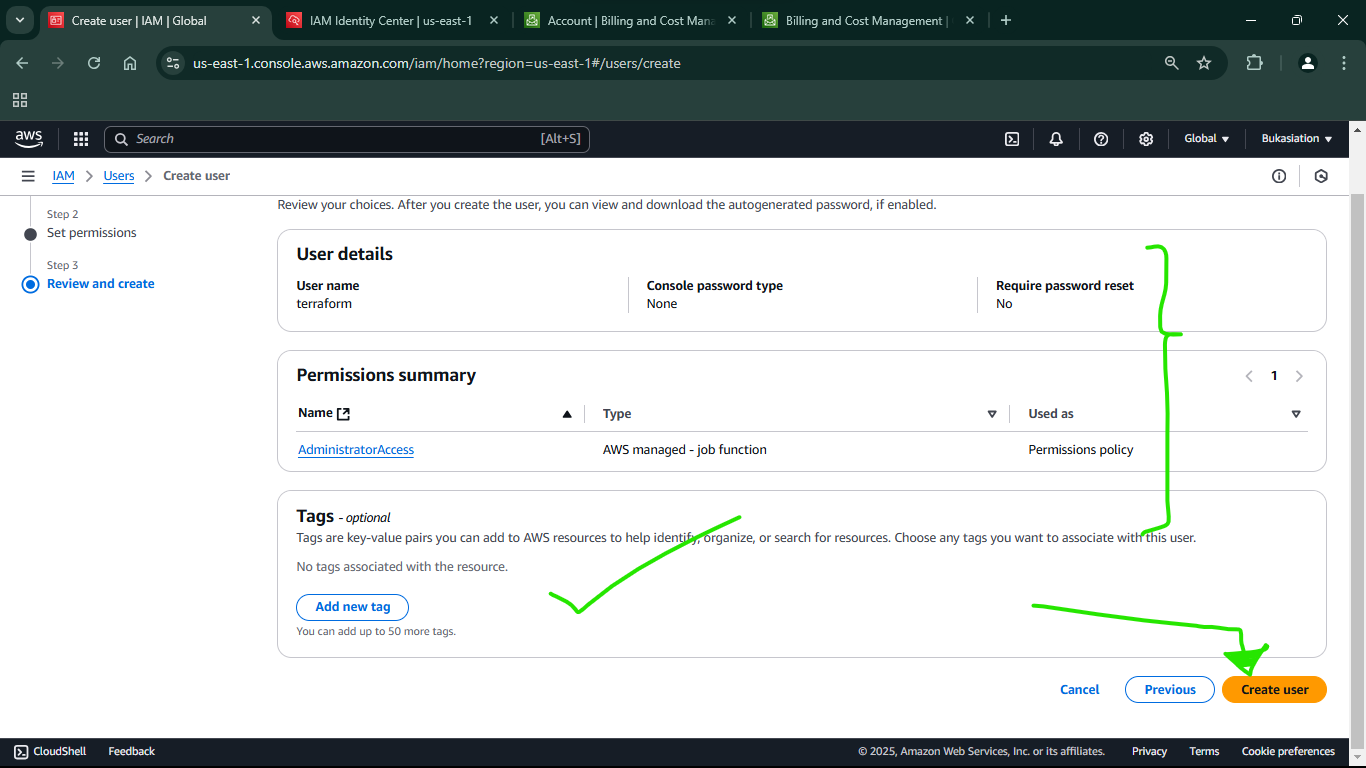 Create user | IAM | Global
IAM Identity Center | us-east-1
Account | Billing and Cost Mana
Billing and Cost Management |
us-east-1.console.aws.amazon.com/iam/home?region=us-east-1#/users/create
aws
Search
[Alt+S]
Global
Bukasiation
IAM
Users
Create user
Step 2
Set permissions
Step 3
Review and create
Review your choices. After you create the user, you can view and download the autogenerated password, if enabled.
User details
User name
terraform
Console password type
None
Require password reset
No
Permissions summary
1
Name
Type
Used as
AdministratorAccess
AWS managed - job function
Permissions policy
Tags - optional
Tags are key-value pairs you can add to AWS resources to help identify, organize, or search for resources. Choose any tags you want to associate with this user.
No tags associated with the resource.
Add new tag
You can add up to 50 more tags.
Cancel
Previous
Create user
CloudShell
Feedback
© 2025, Amazon Web Services, Inc. or its affiliates.
Privacy
Terms
Cookie preferences